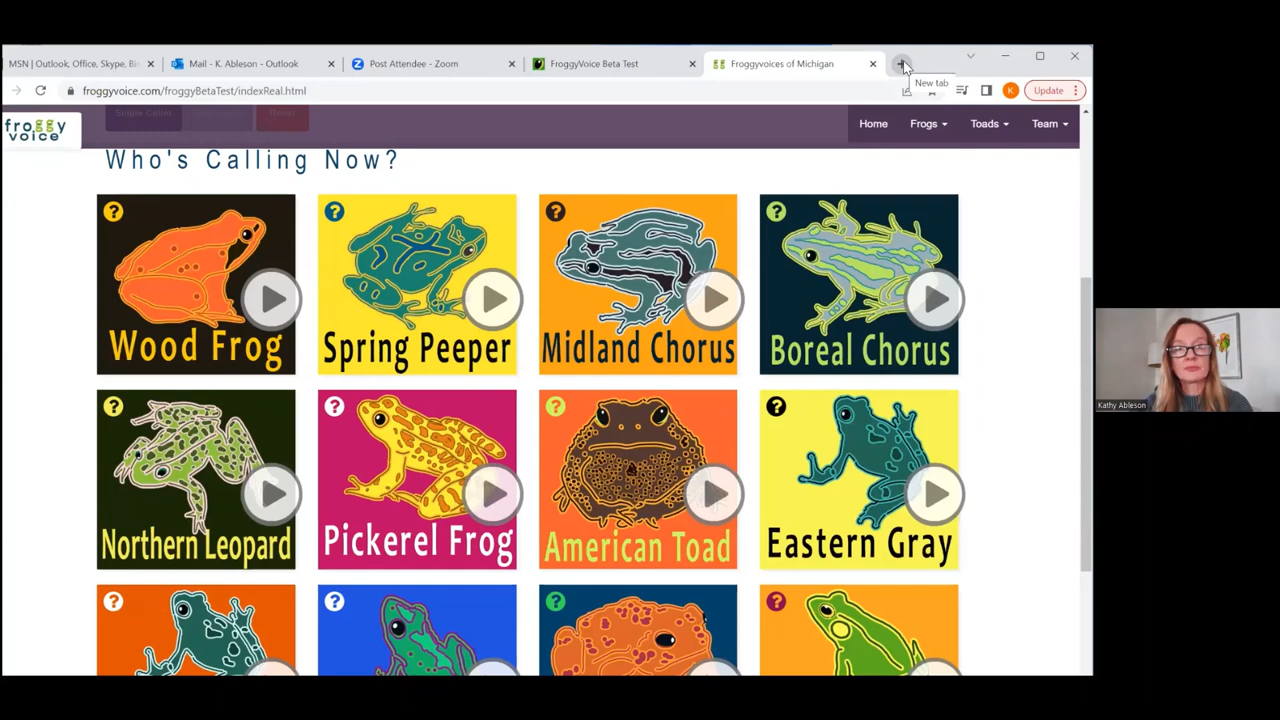 MSN | Outlook, Office, Skype, Bi
Mail - K. Ableson - Outlook
Post Attendee - Zoom
FroggyVoice Beta Test
Froggyvoices of Michigan
New tab
froggyvoice.com/froggyBetaTest/indexReal.html
K
Update
froggy
voice
Single Caller
Home
Frogs
Toads
Team
Who's Calling Now?
?
?
?
?
Wood Frog
Spring Peeper
Midland Chorus
Boreal Chorus
?
?
?
?
Northern Leopard
Pickerel Frog
American Toad
Eastern Gray
?
?
?
?
Kathy Ableson